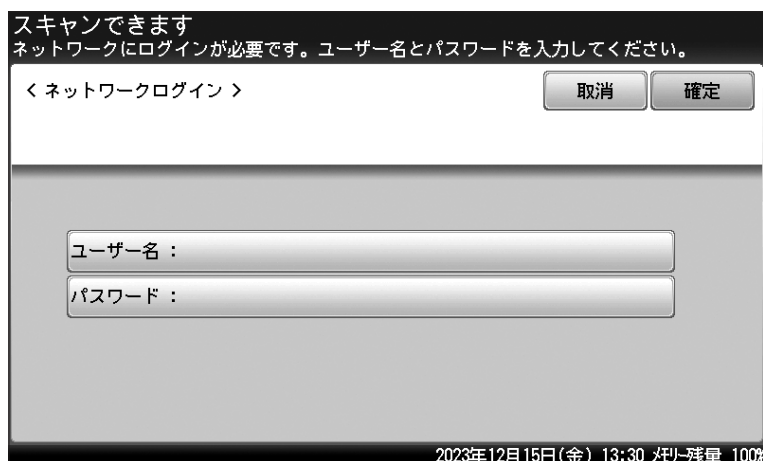 スキャンできます
ネットワークにログインが必要です。ユーザー名とパスワードを入力してください。
< ネットワークログイン >
取消
確定
ユーザー名 :
パスワード :
2023年12月15日(金) 13:30 ﾒﾓﾘｰ残量 100%